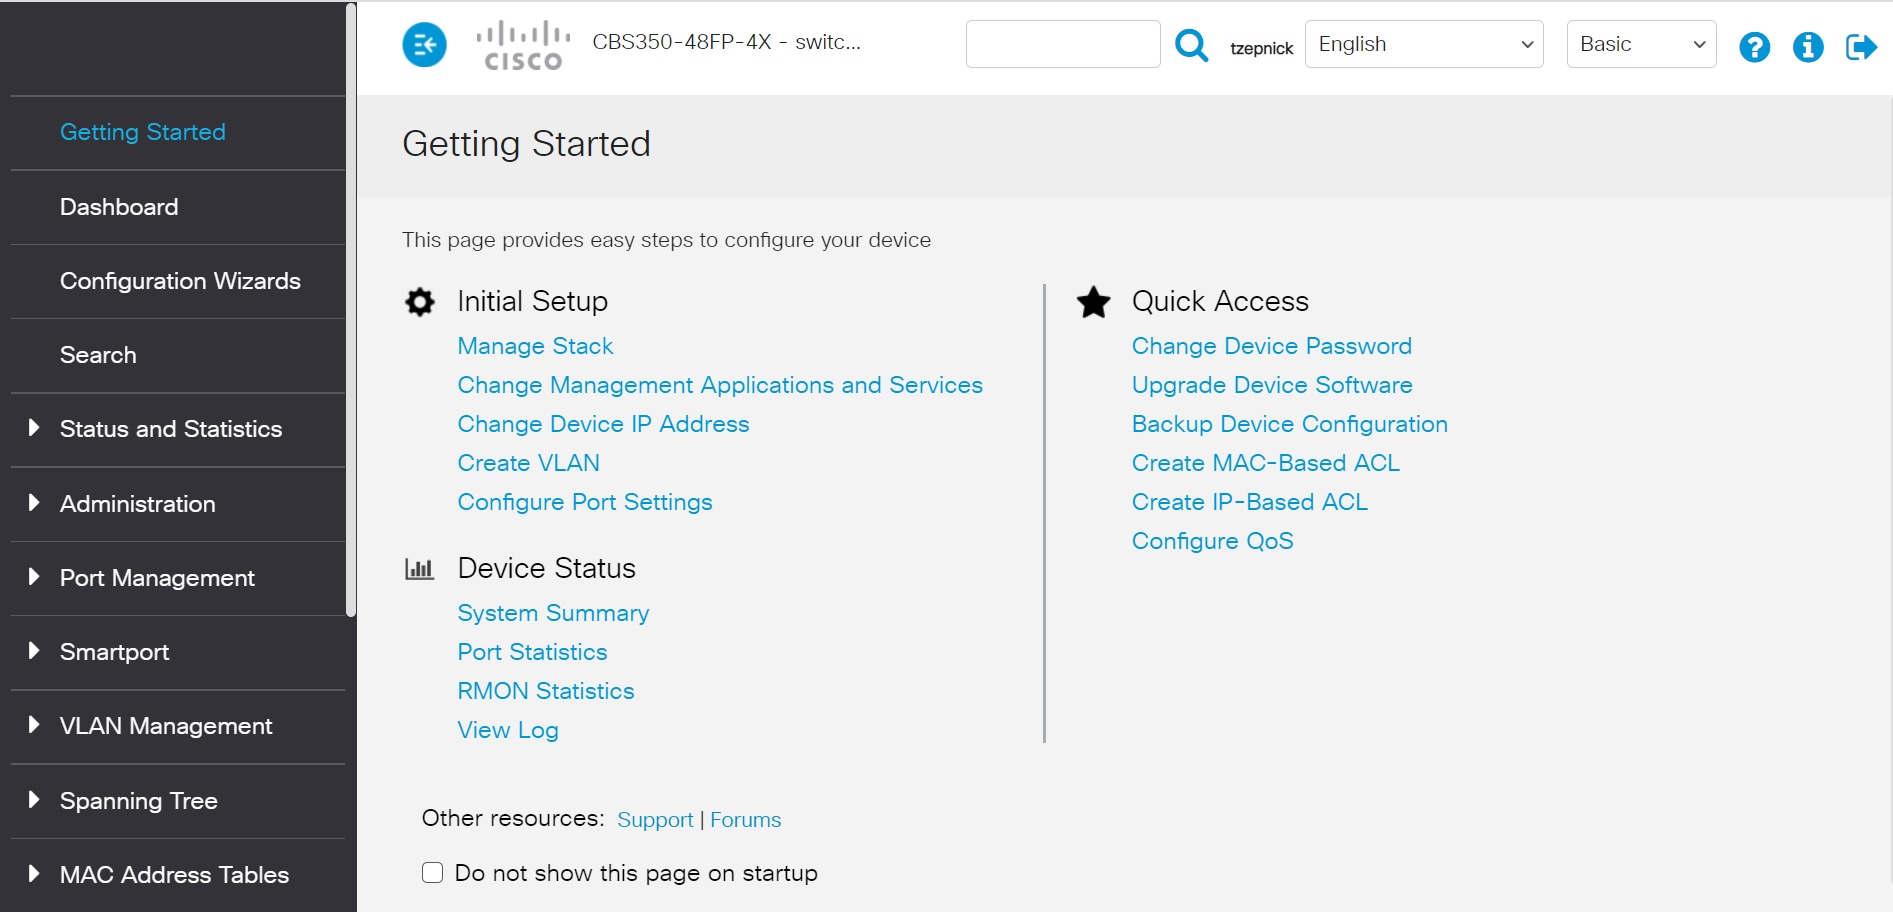 CISCO
CBS350-48FP-4X - switc...
tzepnick
English
Basic
Getting Started
Dashboard
Configuration Wizards
Search
Status and Statistics
Administration
Port Management
Smartport
VLAN Management
Spanning Tree
MAC Address Tables
Getting Started
This page provides easy steps to configure your device
Initial Setup
Manage Stack
Change Management Applications and Services
Change Device IP Address
Create VLAN
Configure Port Settings
Device Status
System Summary
Port Statistics
RMON Statistics
View Log
Quick Access
Change Device Password
Upgrade Device Software
Backup Device Configuration
Create MAC-Based ACL
Create IP-Based ACL
Configure QoS
Other resources: Support | Forums
Do not show this page on startup